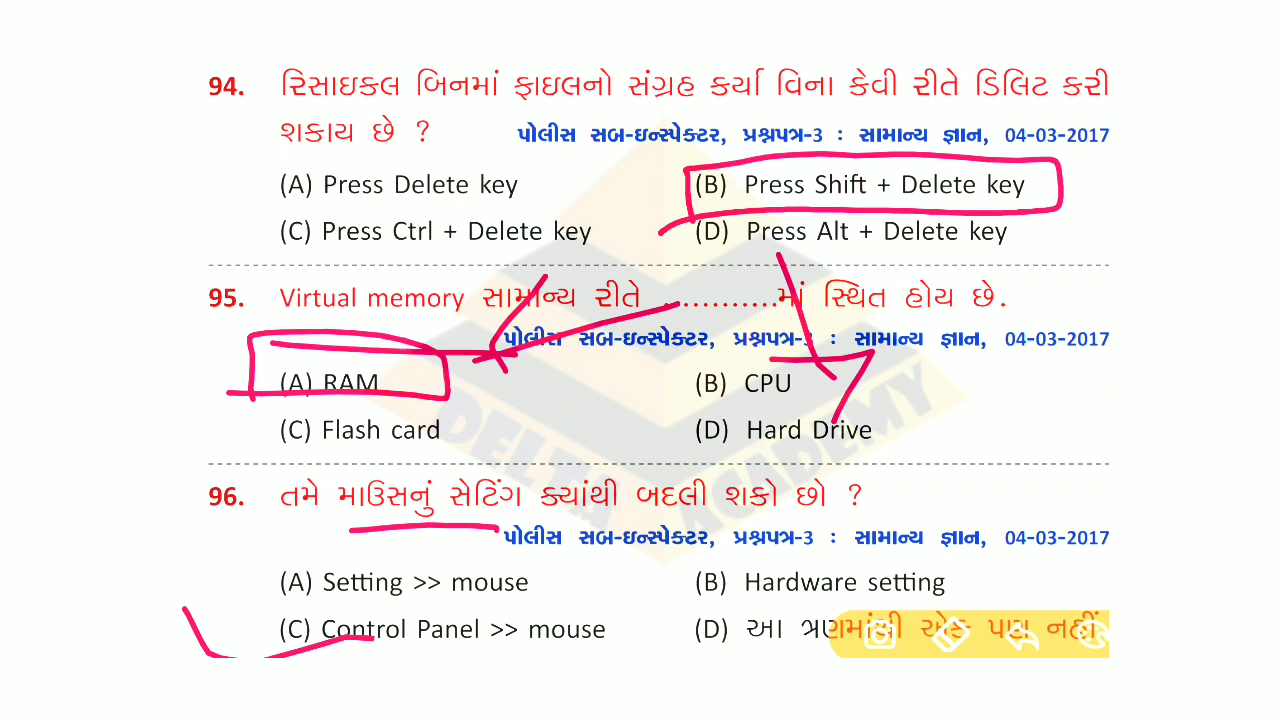 94. રિસાઇકલ બિનમાં ફાઇલનો સંગ્રહ કર્યા વિના કેવી રીતે ડિલિટ કરી
શકાય છે ? પોલીસ સબ-ઇન્સ્પેક્ટર, પ્રશ્નપત્ર-3 : સામાન્ય જ્ઞાન, 04-03-2017
(A) Press Delete key (B) Press Shift + Delete key
(C) Press Ctrl + Delete key (D) Press Alt + Delete key
95. Virtual memory સામાન્ય રીતે ............માં સ્થિત હોય છે.
પોલીસ સબ-ઇન્સ્પેક્ટર, પ્રશ્નપત્ર-3 : સામાન્ય જ્ઞાન, 04-03-2017
(A) RAM (B) CPU
(C) Flash card (D) Hard Drive
96. તમે માઉસનું સેટિંગ ક્યાંથી બદલી શકો છો ?
પોલીસ સબ-ઇન્સ્પેક્ટર, પ્રશ્નપત્ર-3 : સામાન્ય જ્ઞાન, 04-03-2017
(A) Setting >> mouse (B) Hardware setting
(C) Control Panel >> mouse (D) આ ત્રણમાંથી એક પણ નહીં
DELTA ACADEMY